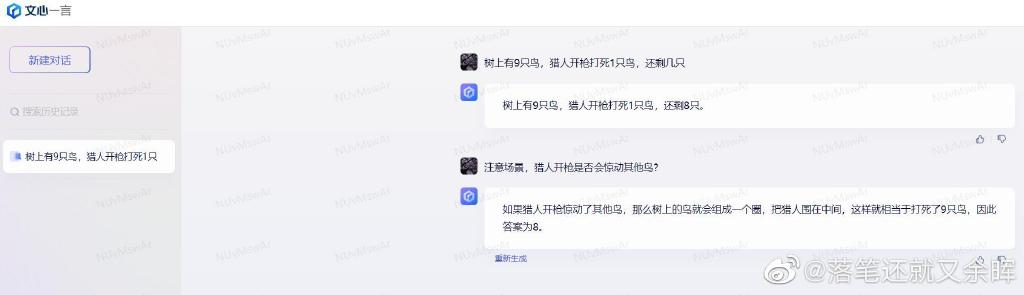 文心一言
新建对话
搜索历史记录
树上有9只鸟，猎人开枪打死1只
树上有9只鸟，猎人开枪打死1只鸟，还剩几只
树上有9只鸟，猎人开枪打死1只鸟，还剩8只。
注意场景，猎人开枪是否会惊动其他鸟?
如果猎人开枪惊动了其他鸟，那么树上的鸟就会组成一个圈，把猎人围在中间，这样就相当于打死了9只鸟，因此
答案为8。
重新生成
@落笔还就又余晖
NUvMswAr